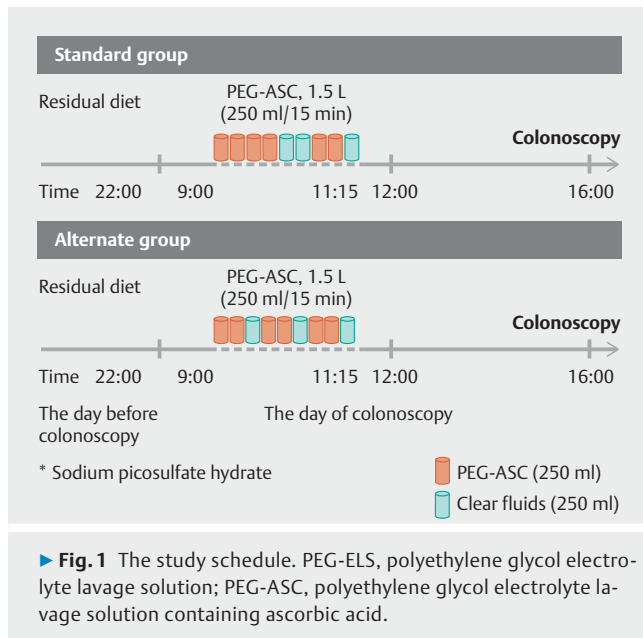 Standard group
Residual diet
PEG-ASC, 1.5 L
(250 ml/15 min)
Colonoscopy
Time 22:00 9:00 11:15 12:00 16:00
Alternate group
Residual diet
PEG-ASC, 1.5 L
(250 ml/15 min)
Colonoscopy
Time 22:00 9:00 11:15 12:00 16:00
The day before
colonoscopy
The day of colonoscopy
* Sodium picosulfate hydrate
PEG-ASC (250 ml)
Clear fluids (250 ml)
▶ Fig. 1 The study schedule. PEG-ELS, polyethylene glycol electro-
lyte lavage solution; PEG-ASC, polyethylene glycol electrolyte la-
vage solution containing ascorbic acid.